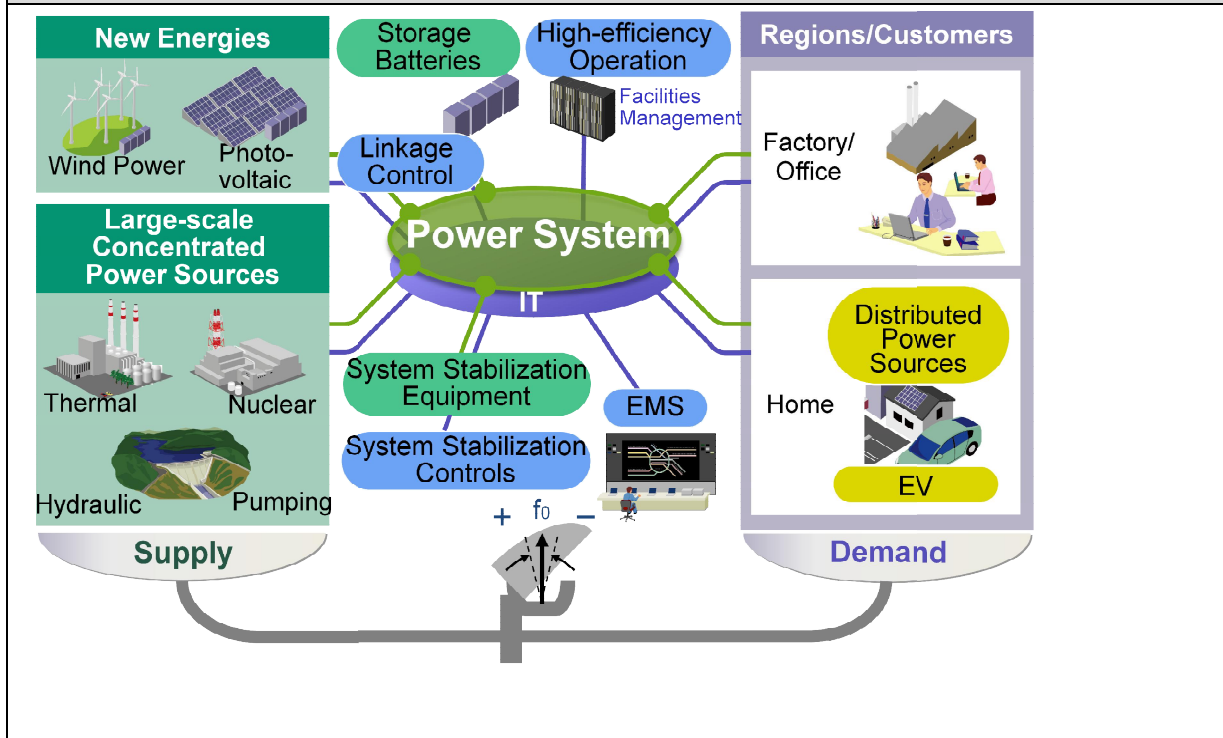 New Energies
Wind Power
Photo-
voltaic
Large-scale
Concentrated
Power Sources
Thermal
Nuclear
Hydraulic
Pumping
Supply
Storage
Batteries
High-efficiency
Operation
Facilities
Management
Linkage
Control
Power System
IT
System Stabilization
Equipment
EMS
System Stabilization
Controls
+ f0 −
Regions/Customers
Factory/
Office
Distributed
Power
Sources
Home
EV
Demand